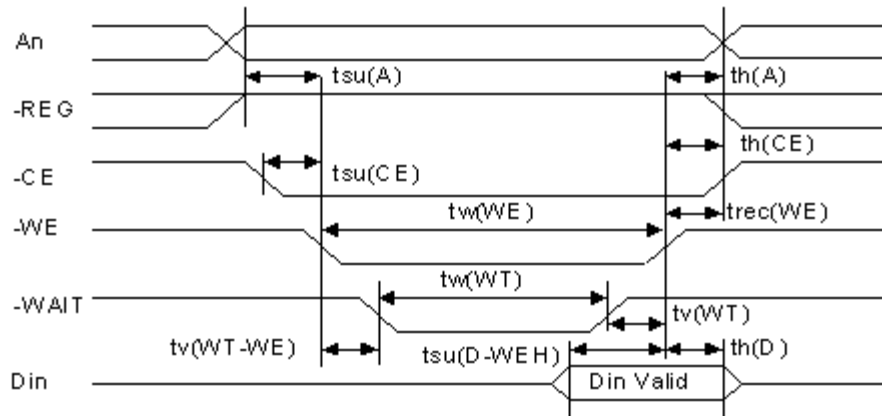 An
tsu(A)
th(A)
-REG
th(CE)
-CE
tsu(CE)
tw(WE)
trec(WE)
-WE
tw(WT)
-WAIT
tv(WT)
tv(WT-WE)
tsu(D-WEH)
th(D)
Din
Din Valid